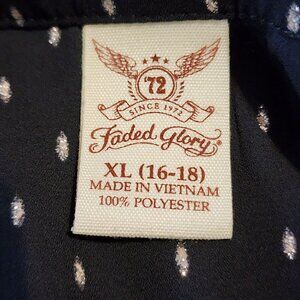 '72
SINCE 1972
Faded Glory®
XL (16-18)
MADE IN VIETNAM
100% POLYESTER